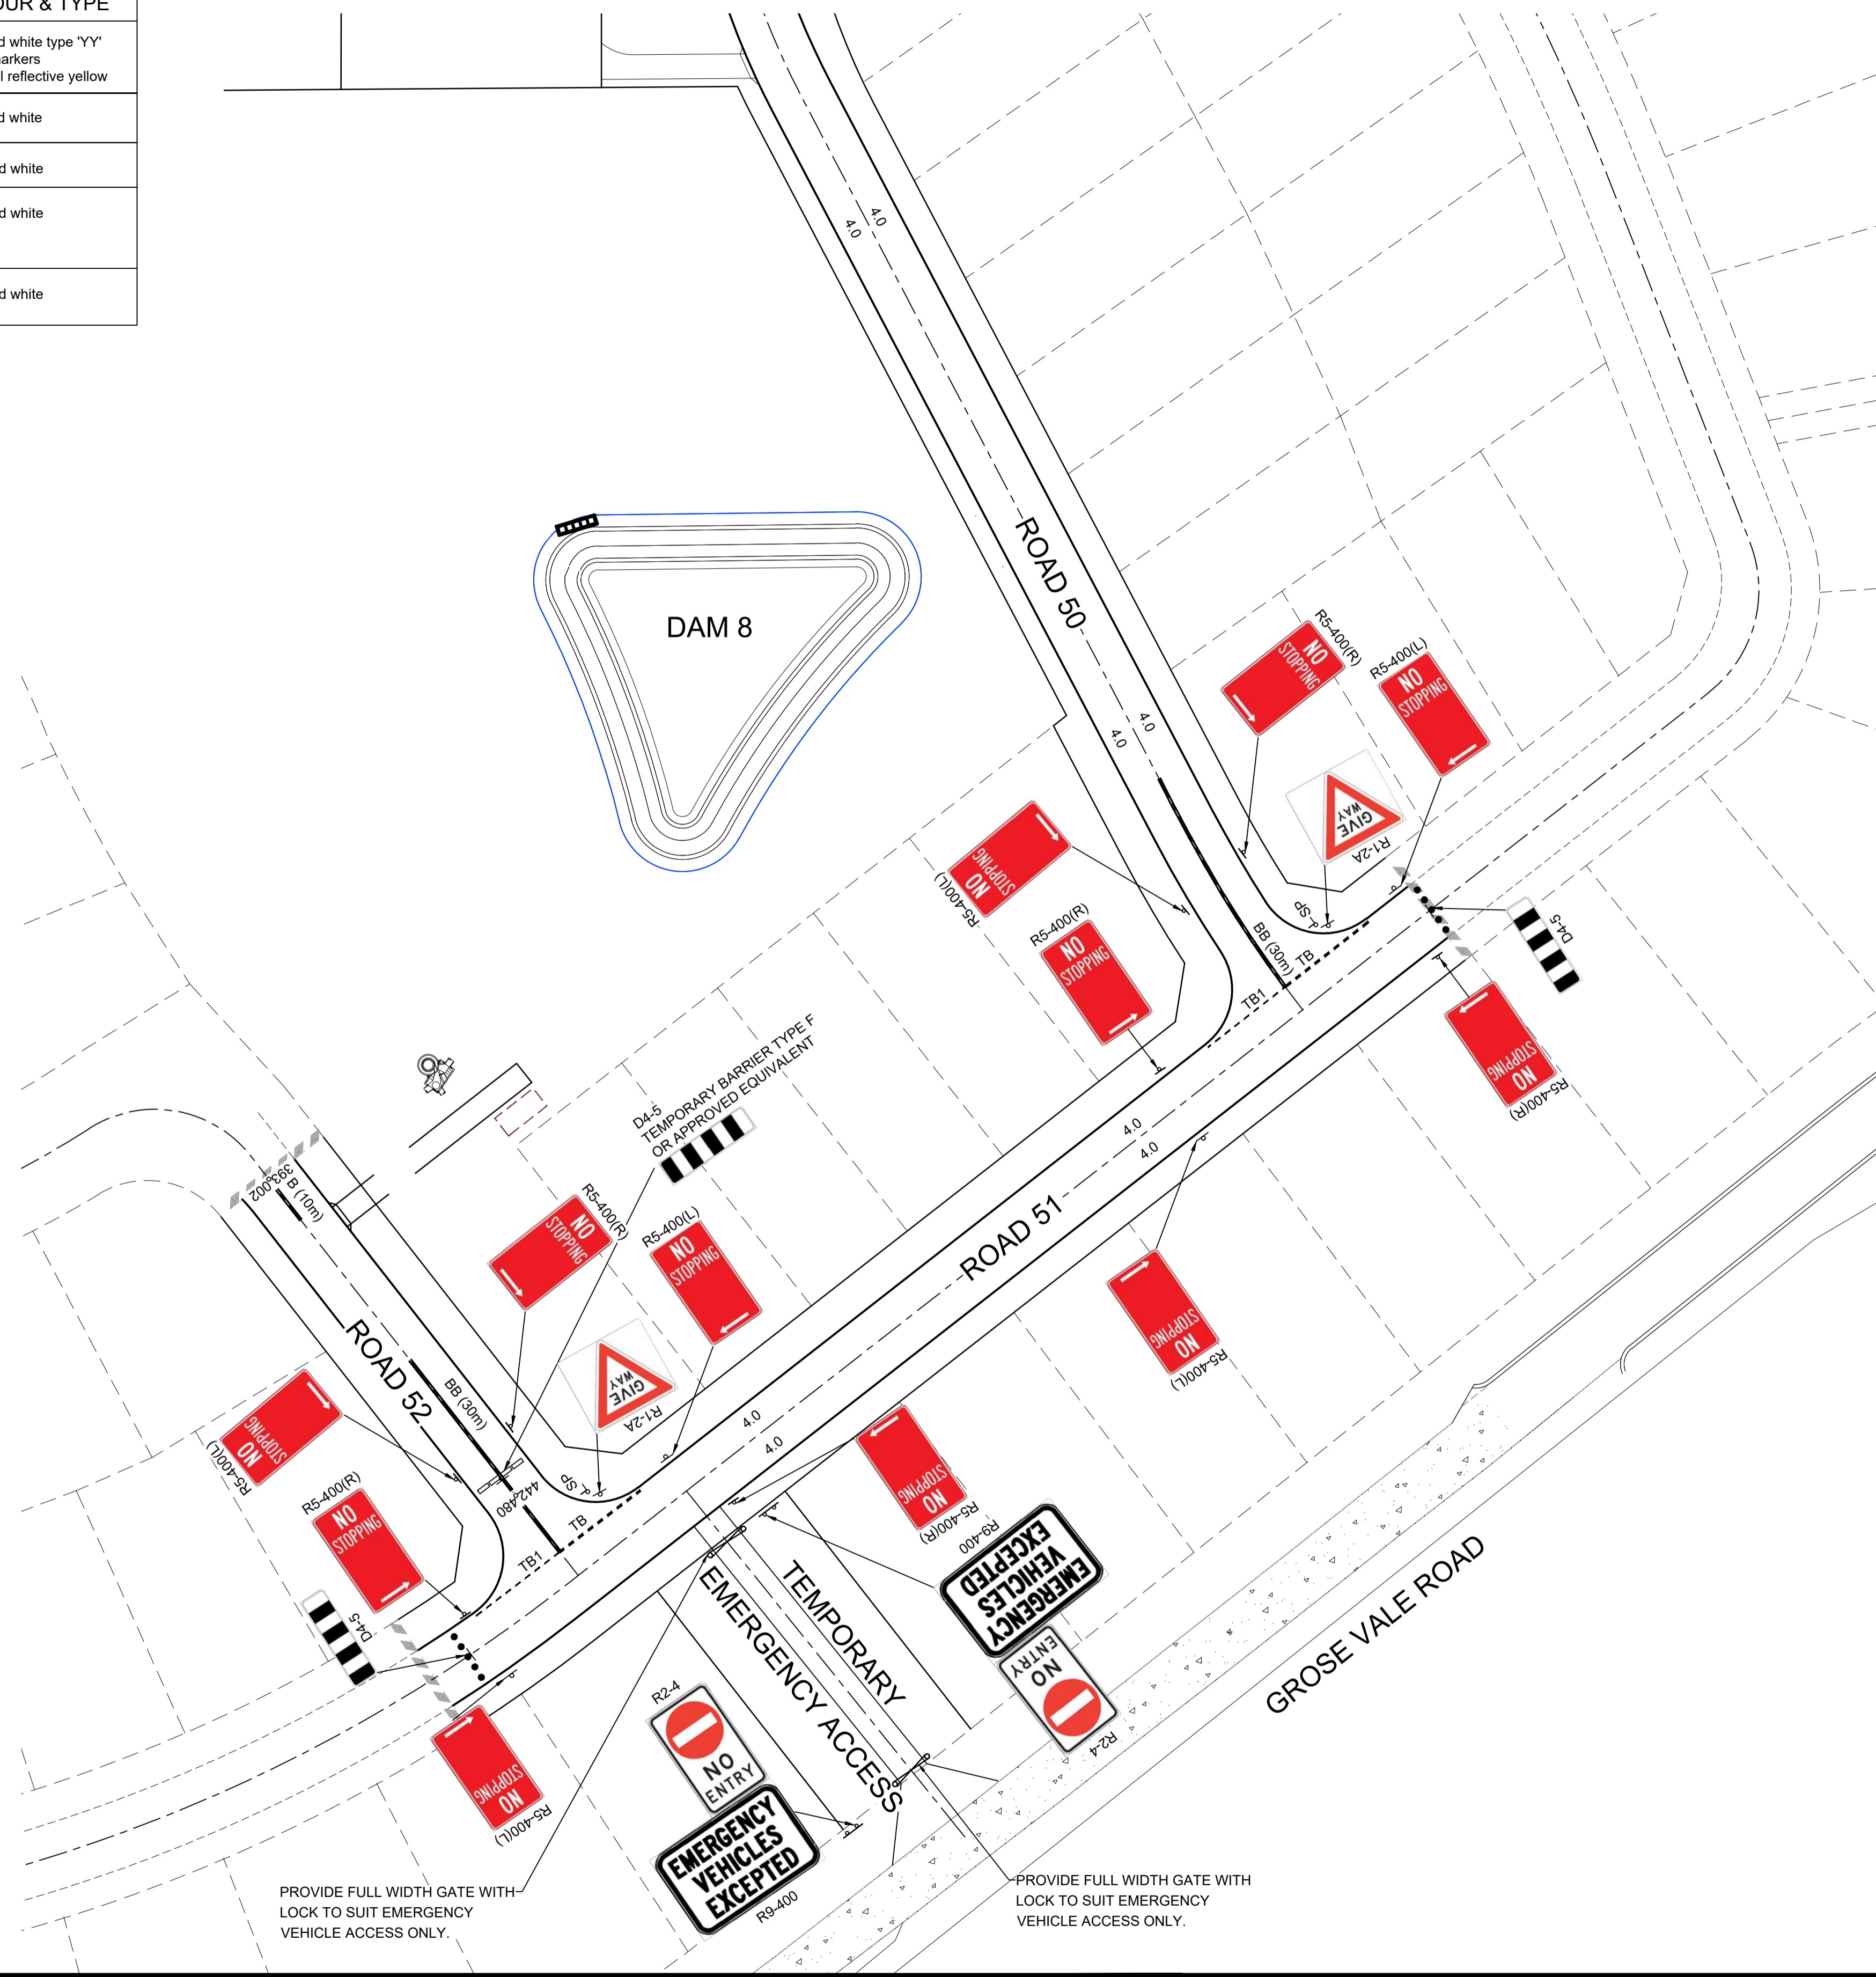 OUR & TYPE
d white type 'YY'
arkers
l reflective yellow
d white
d white
d white
d white
4.0
4.0
ROAD 50
DAM 8
R5-400(R)
NO
STOPPING
R5-400(L)
NO
STOPPING
4.0
4.0
GIVE
WAY
R1-2A
NO
STOPPING
R5-400(L)
R5-400(R)
NO
STOPPING
SP
BB (30m)
TB
TB1
D4-5
NO
STOPPING
R5-400(R)
D4-5
TEMPORARY BARRIER TYPE F
OR APPROVED EQUIVALENT
4.0
4.0
ROAD 51
393.002
B (10m)
R5-400(R)
NO
STOPPING
R5-400(L)
NO
STOPPING
NO
STOPPING
R5-400(L)
ROAD 52
BB (30m)
GIVE
WAY
R1-2A
4.0
4.0
NO
STOPPING
R5-400(L)
R5-400(R)
NO
STOPPING
SP
442.480
TB
TB1
D4-5
NO
STOPPING
R5-400(R)
R9-400
EMERGENCY
VEHICLES
EXCEPTED
NO
ENTRY
R2-4
TEMPORARY
EMERGENCY ACCESS
GROSE VALE ROAD
NO
STOPPING
R5-400(L)
R2-4
NO
ENTRY
EMERGENCY
VEHICLES
EXCEPTED
R9-400
PROVIDE FULL WIDTH GATE WITH
LOCK TO SUIT EMERGENCY
VEHICLE ACCESS ONLY.
PROVIDE FULL WIDTH GATE WITH
LOCK TO SUIT EMERGENCY
VEHICLE ACCESS ONLY.